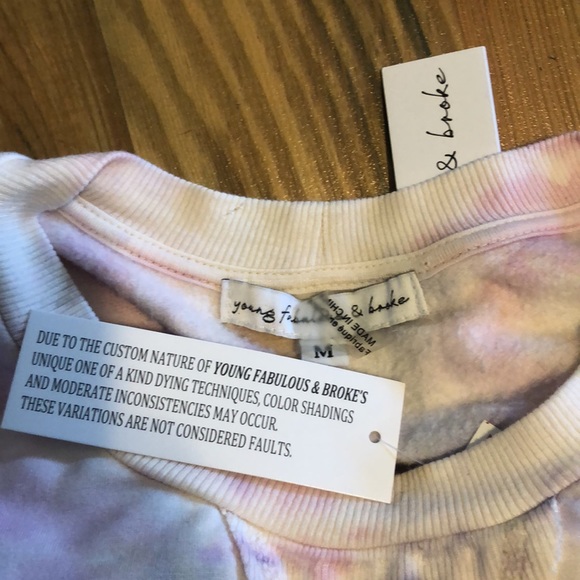 & broke
young fabulous & broke
MADE IN CHINA
M
DUE TO THE CUSTOM NATURE OF YOUNG FABULOUS & BROKE'S
UNIQUE ONE OF A KIND DYING TECHNIQUES, COLOR SHADINGS
AND MODERATE INCONSISTENCIES MAY OCCUR.
THESE VARIATIONS ARE NOT CONSIDERED FAULTS.